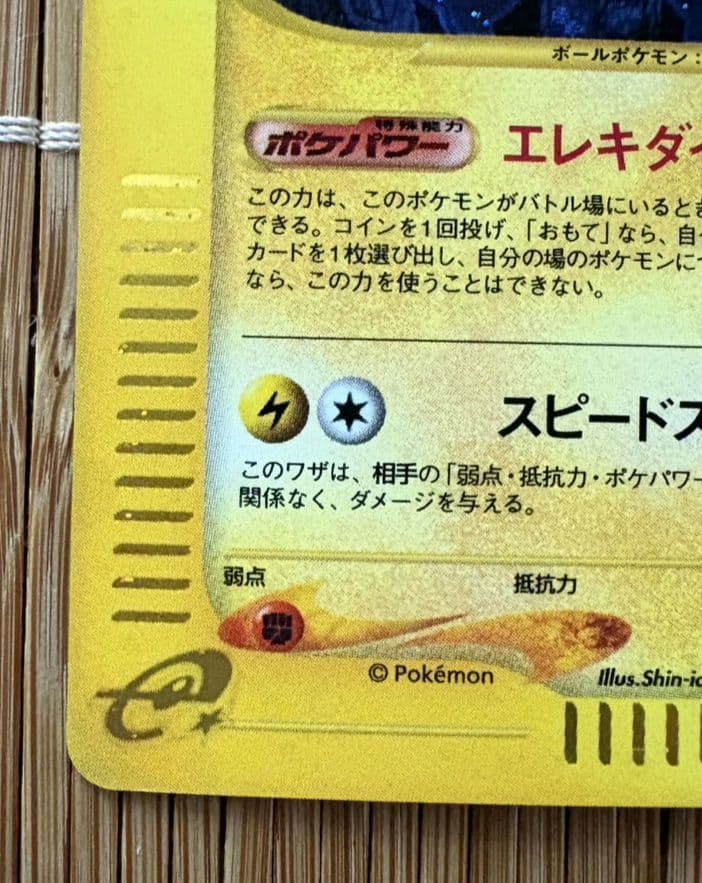 ボールポケモン：
特殊能力
ポケパワー
エレキダイ
この力は、このポケモンがバトル場にいるとき
できる。コインを1回投げ、「おもて」なら、自
カードを1枚選び出し、自分の場のポケモンにつ
なら、この力を使うことはできない。
スピードス
このワザは、相手の「弱点・抵抗力・ポケパワー
関係なく、ダメージを与える。
弱点
抵抗力
© Pokémon
Illus.Shin-ic
e